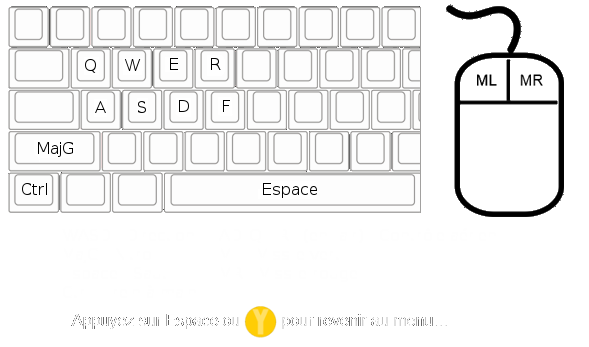 Q W E R
A S D F
MajG
Ctrl Espace
ML MR
Appuyez sur Espace ou Y pour revenir au menu...